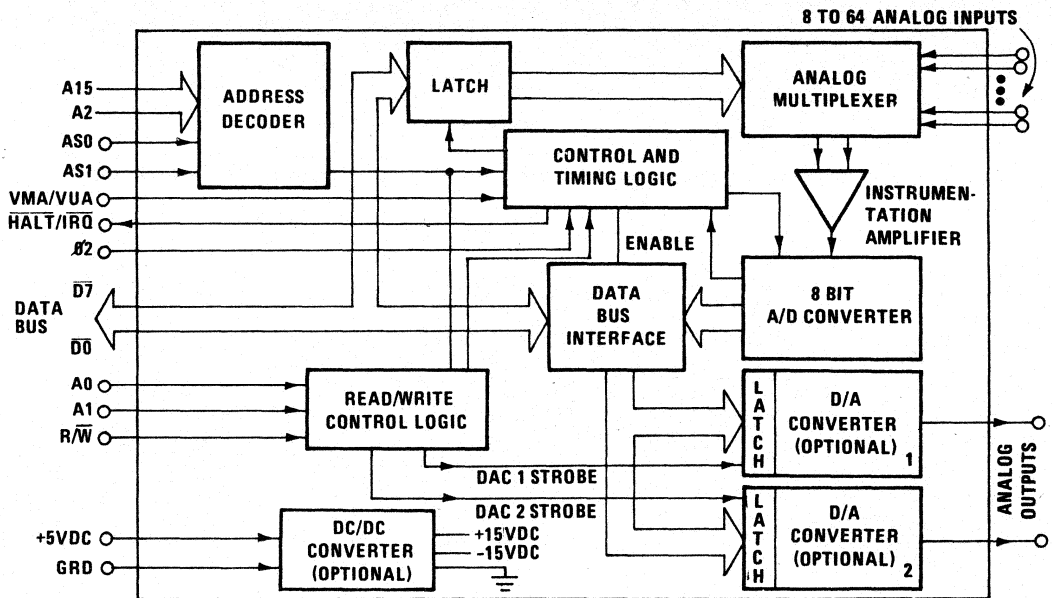 8 TO 64 ANALOG INPUTS
A15
A2
AS0
AS1
VMA/VUA
HALT/IRQ
Ø2
D7
DATA
BUS
D0
A0
A1
R/W
+5VDC
GRD
ADDRESS
DECODER
LATCH
ANALOG
MULTIPLEXER
CONTROL AND
TIMING LOGIC
INSTRUMEN-
TATION
AMPLIFIER
ENABLE
DATA
BUS
INTERFACE
8 BIT
A/D CONVERTER
READ/WRITE
CONTROL LOGIC
LATCH
D/A
CONVERTER
(OPTIONAL)
1
DAC 1 STROBE
DAC 2 STROBE
LATCH
D/A
CONVERTER
(OPTIONAL)
2
ANALOG
OUTPUTS
DC/DC
CONVERTER
(OPTIONAL)
+15VDC
-15VDC